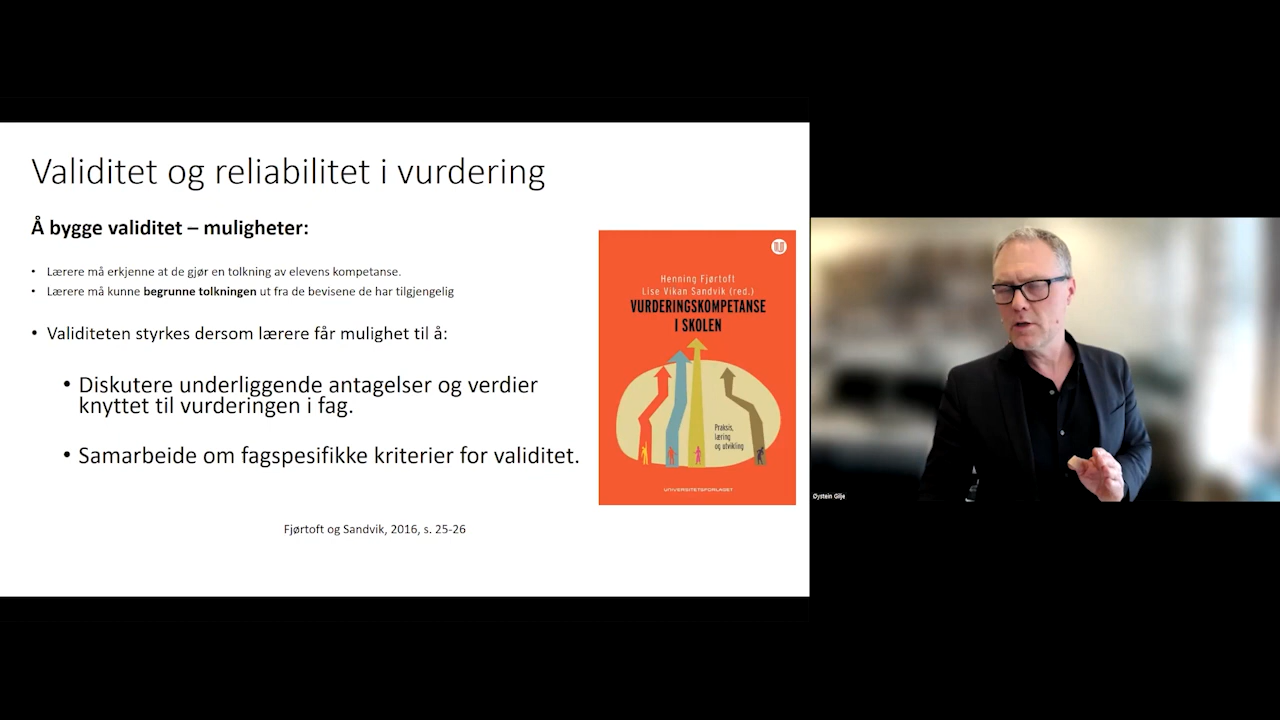 Validitet og reliabilitet i vurdering
Å bygge validitet – muligheter:
• Lærere må erkjenne at de gjør en tolkning av elevens kompetanse.
• Lærere må kunne begrunne tolkningen ut fra de bevisene de har tilgjengelig
• Validiteten styrkes dersom lærere får mulighet til å:
• Diskutere underliggende antagelser og verdier
knyttet til vurderingen i fag.
• Samarbeide om fagspesifikke kriterier for validitet.
Fjørtoft og Sandvik, 2016, s. 25-26
Henning Fjørtoft
Lise Vikan Sandvik (red.)
VURDERINGSKOMPETANSE
I SKOLEN
Praksis,
læring
og utvikling
UNIVERSITETSFORLAGET
Øystein Gilje